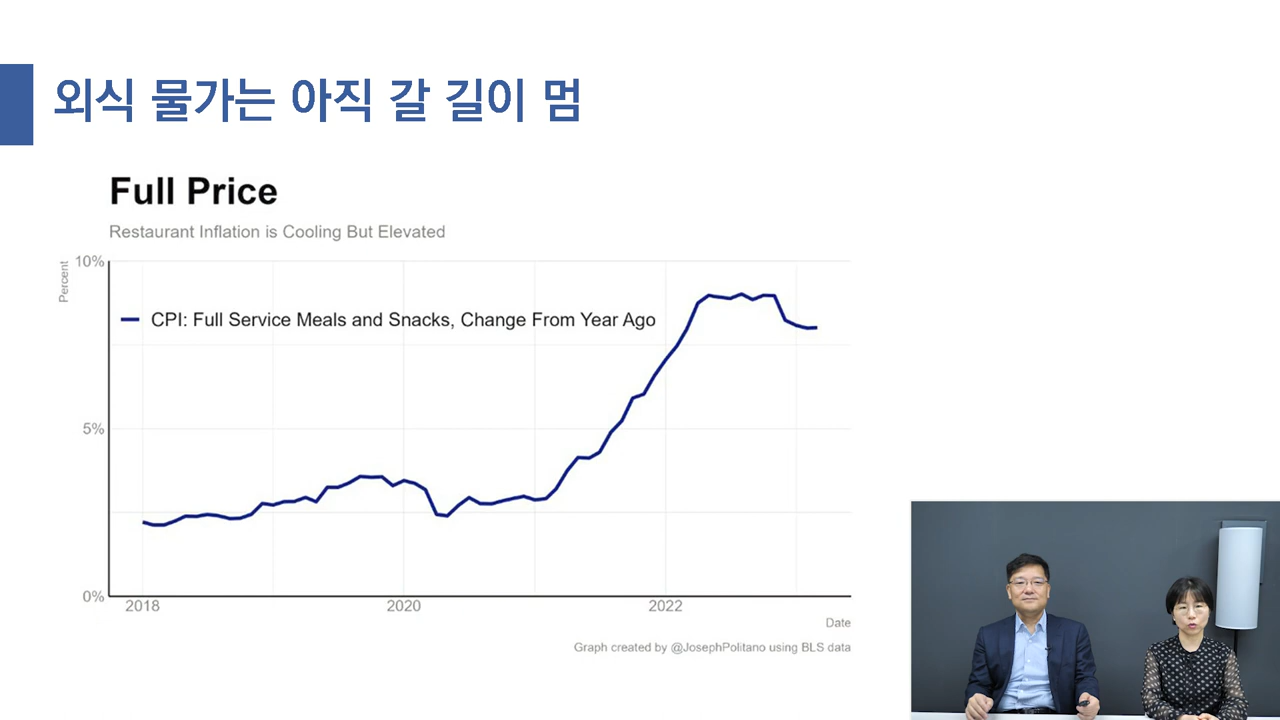 외식 물가는 아직 갈 길이 멈
Full Price
Restaurant Inflation is Cooling But Elevated
Percent
10%
CPI: Full Service Meals and Snacks, Change From Year Ago
5%
0%
2018
2020
2022
Date
Graph created by @JosephPolitano using BLS data